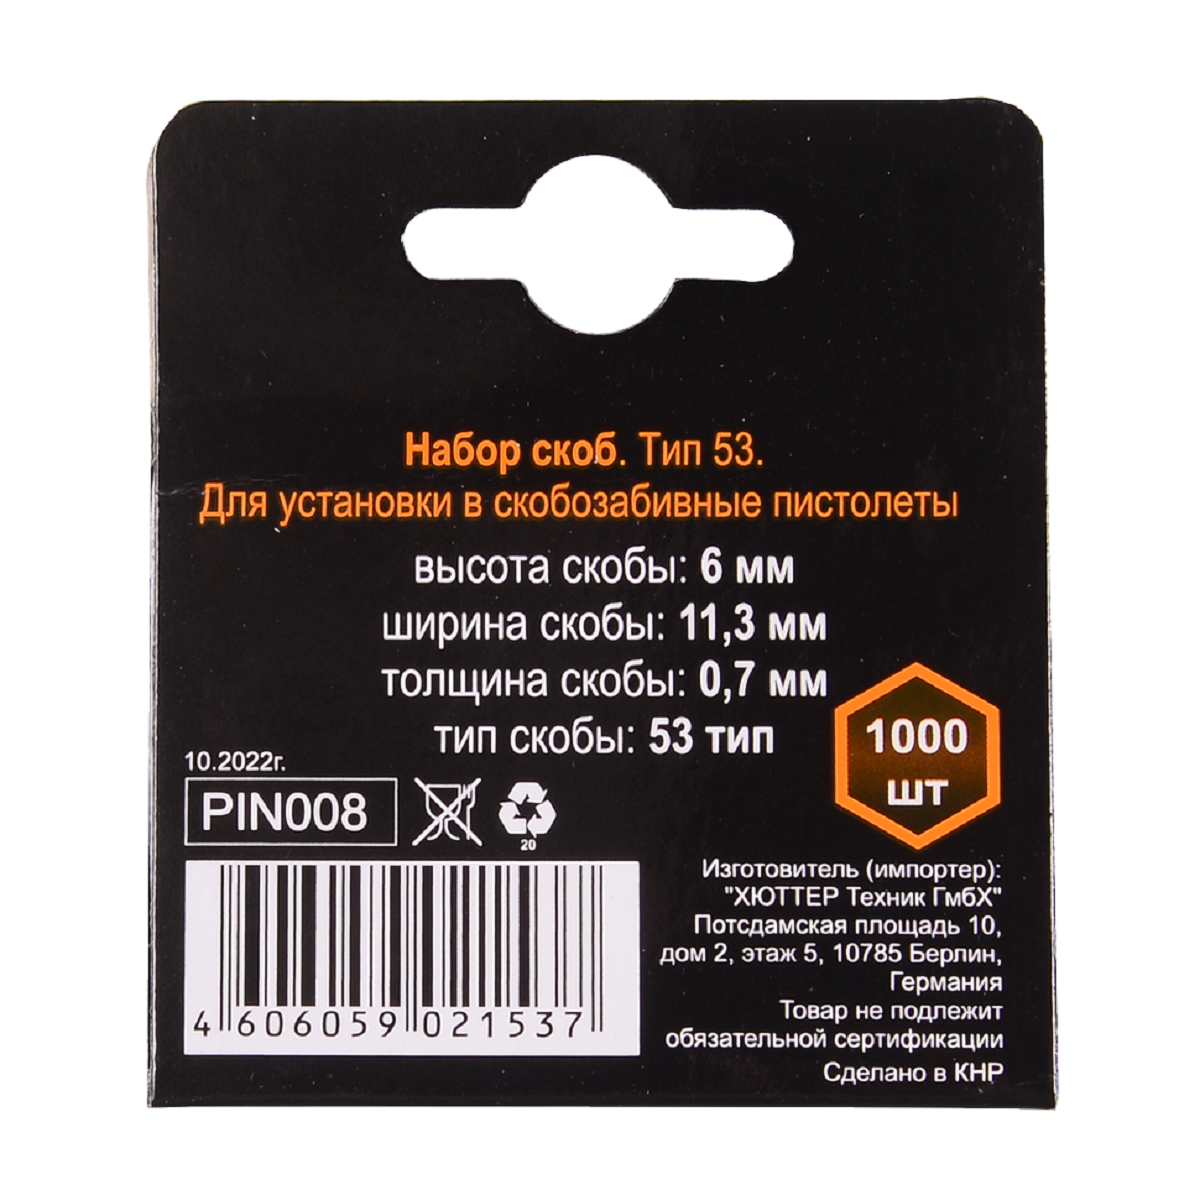 Набор скоб. Тип 53.
Для установки в скобозабивные пистолеты
высота скобы: 6 мм
ширина скобы: 11,3 мм
толщина скобы: 0,7 мм
тип скобы: 53 тип
1000
шт
10.2022г.
PIN008
20
4 606059 021537
Изготовитель (импортер):
"ХЮТТЕР Техник ГмбХ"
Потсдамская площадь 10,
дом 2, этаж 5, 10785 Берлин,
Германия
Товар не подлежит
обязательной сертификации
Сделано в КНР